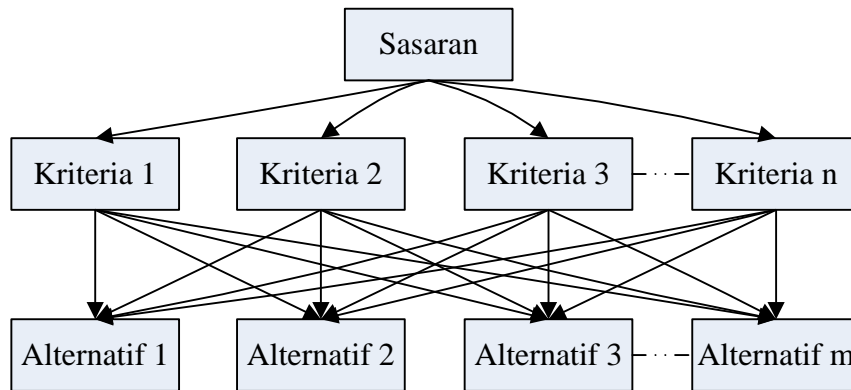 Sasaran
Kriteria 1
Kriteria 2
Kriteria 3
Kriteria n
Alternatif 1
Alternatif 2
Alternatif 3
Alternatif m